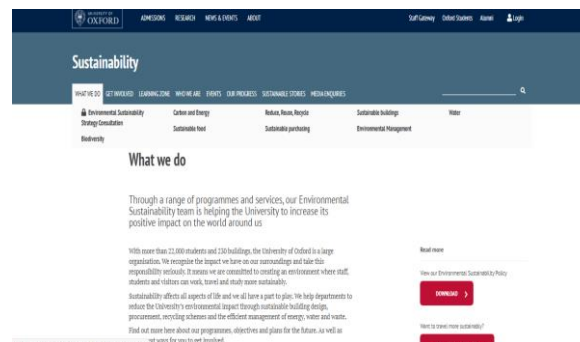 UNIVERSITY OF
OXFORD
ADMISSIONS RESEARCH NEWS & EVENTS ABOUT
Staff Gateway Oxford Students Alumni Login
Sustainability
WHAT WE DO GET INVOLVED LEARNING ZONE WHO WE ARE EVENTS OUR PROGRESS SUSTAINABLE STORIES MEDIA ENQUIRIES
Environmental Sustainability Carbon and Energy Reduce, Reuse, Recycle Sustainable buildings Water
Strategy Consultation
Sustainable food Sustainable purchasing Environmental Management
Biodiversity
What we do
Through a range of programmes and services, our Environmental
Sustainability team is helping the University to increase its
positive impact on the world around us
With more than 22,000 students and 230 buildings, the University of Oxford is a large
organisation. We recognise the impact we have on our surroundings and take this
responsibility seriously. It means we are committed to creating an environment where staff,
students and visitors can work, travel and study more sustainably.
Sustainability affects all aspects of life and we all have a part to play. We help departments to
reduce the University's environmental impact through sustainable building design,
procurement, recycling schemes and the efficient management of energy, water and waste.
Find out more here about our programmes, objectives and plans for the future. As well as
ways for you to get involved.
Read more
View our Environmental Sustainability Policy
DOWNLOAD
Want to travel more sustainably?